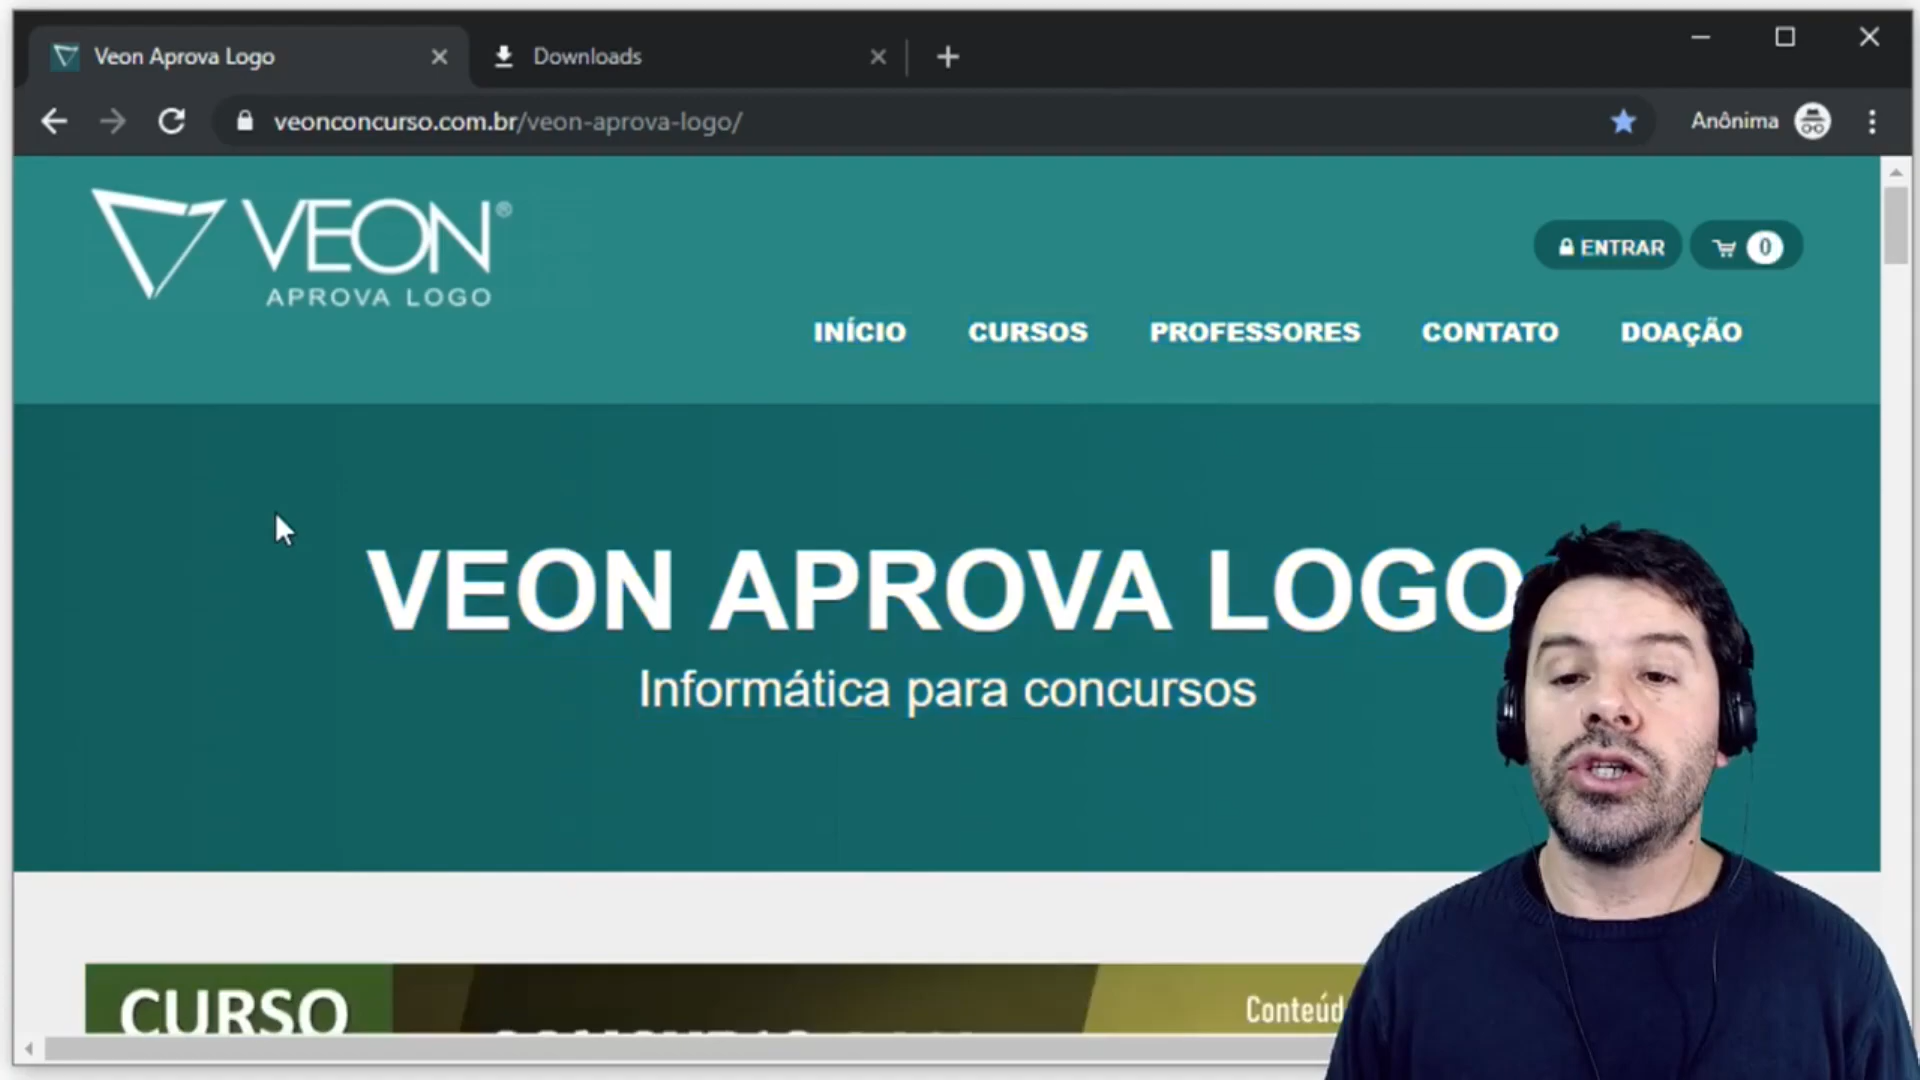 Veon Aprova Logo
Downloads
veonconcurso.com.br/veon-aprova-logo/
Anônima
VEON®
APROVA LOGO
ENTRAR
0
INÍCIO
CURSOS
PROFESSORES
CONTATO
DOAÇÃO
VEON APROVA LOGO
Informática para concursos
CURSO